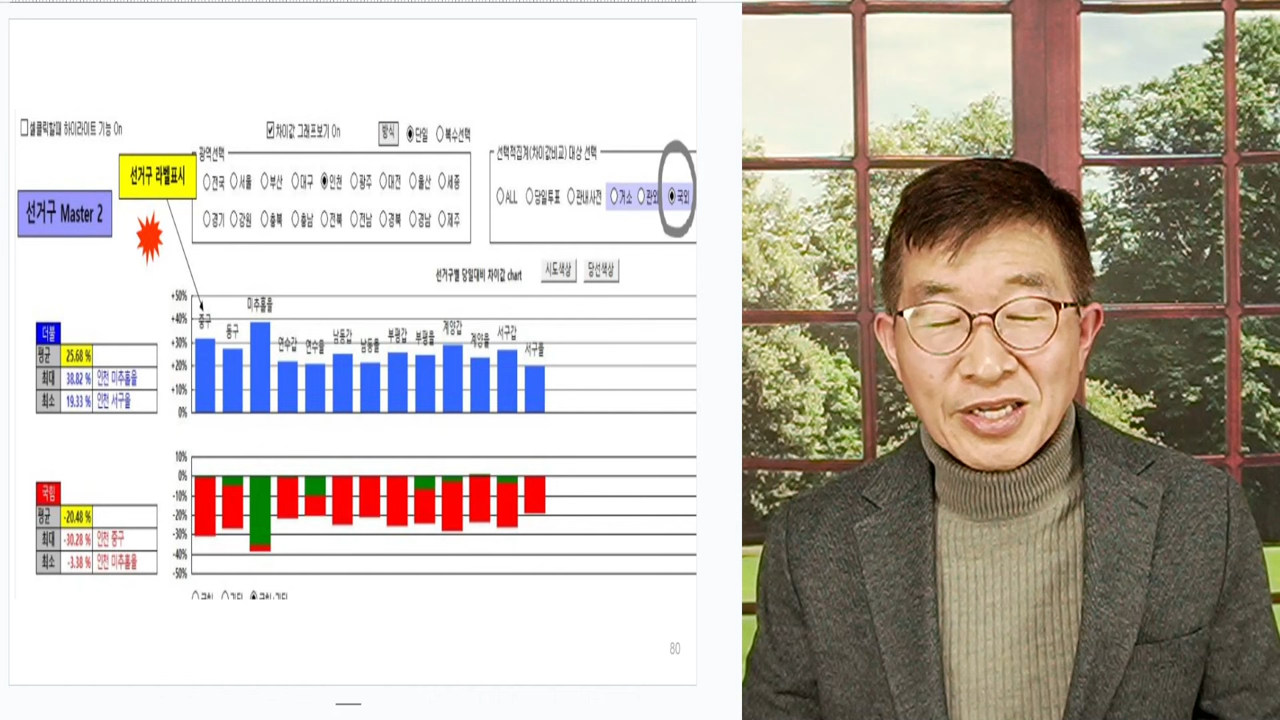 셀클릭할때 하이라이트 기능 On
차이값 그래프보기 On
방식
단일
복수선택
선거구 라벨표시
선거구 Master 2
광역선택
전국 서울 부산 대구 인천 광주 대전 울산 세종
경기 강원 충북 충남 전북 전남 경북 경남 제주
선택적집계(차이값비교) 대상 선택
ALL 당일투표 관내사전 거소 관외 국외
선거구별 당일대비 차이값 chart
시도색상
당선색상
+50%
+40%
+30%
+20%
+10%
0%
중구 동구 미추홀을 연수갑 연수을 남동갑 남동을 부평갑 부평을 계양갑 계양을 서구갑 서구을
더불
평균 25.68 %
최대 38.82 % 인천 미추홀을
최소 19.33 % 인천 서구을
10%
0%
-10%
-20%
-30%
-40%
-50%
국힘
평균 -20.48 %
최대 -30.28 % 인천 중구
최소 -3.38 % 인천 미추홀을
80